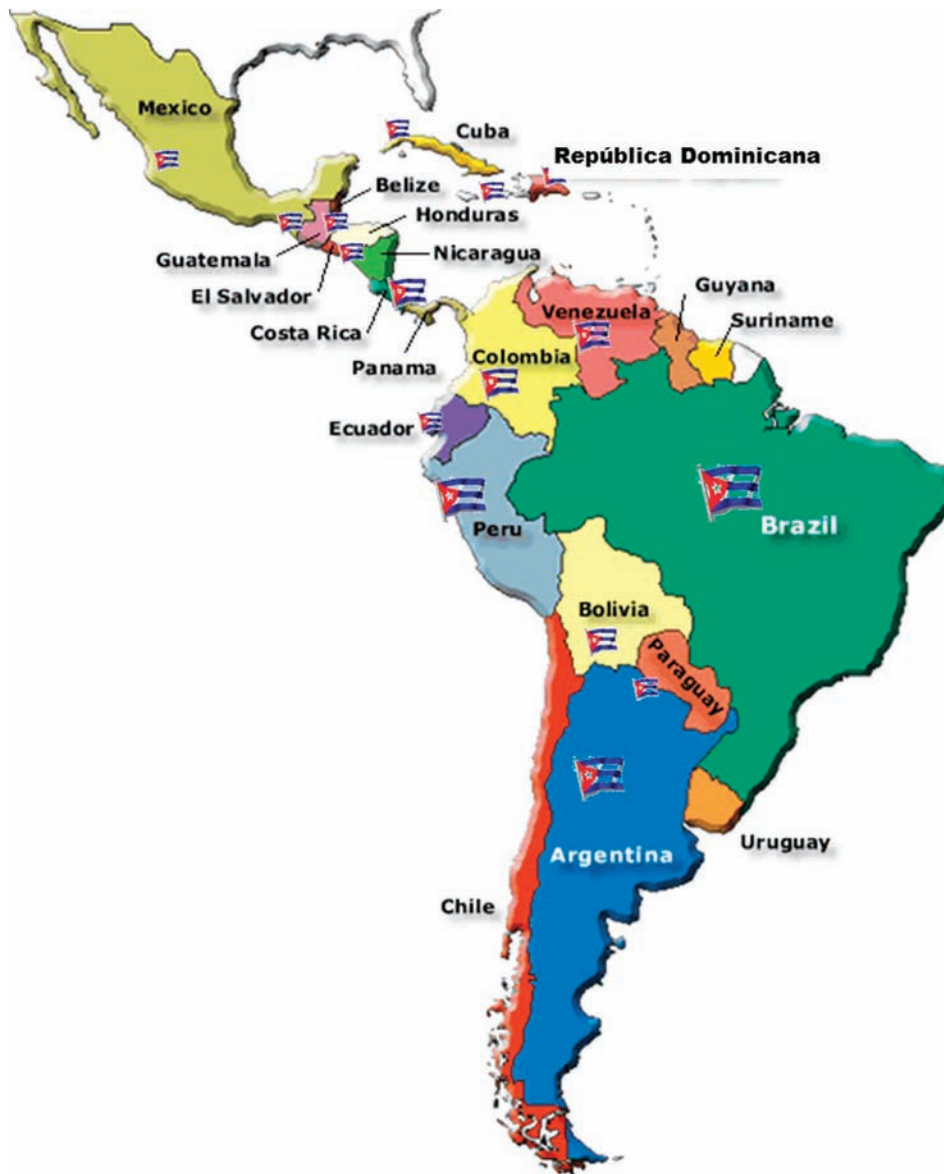 Mexico
Cuba
República Dominicana
Belize
Honduras
Guatemala
Nicaragua
El Salvador
Costa Rica
Panama
Venezuela
Guyana
Suriname
Colombia
Ecuador
Peru
Brazil
Bolivia
Paraguay
Argentina
Uruguay
Chile